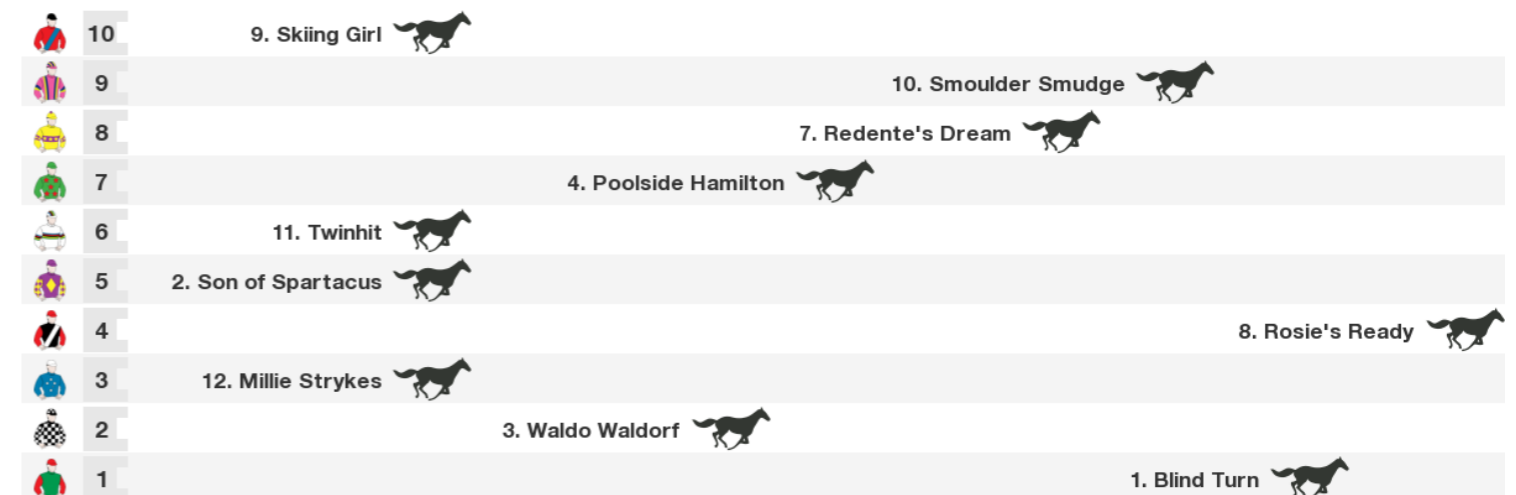 10 9. Skiing Girl
9 10. Smoulder Smudge
8 7. Redente's Dream
7 4. Poolside Hamilton
6 11. Twinhit
5 2. Son of Spartacus
4 8. Rosie's Ready
3 12. Millie Strykes
2 3. Waldo Waldorf
1 1. Blind Turn